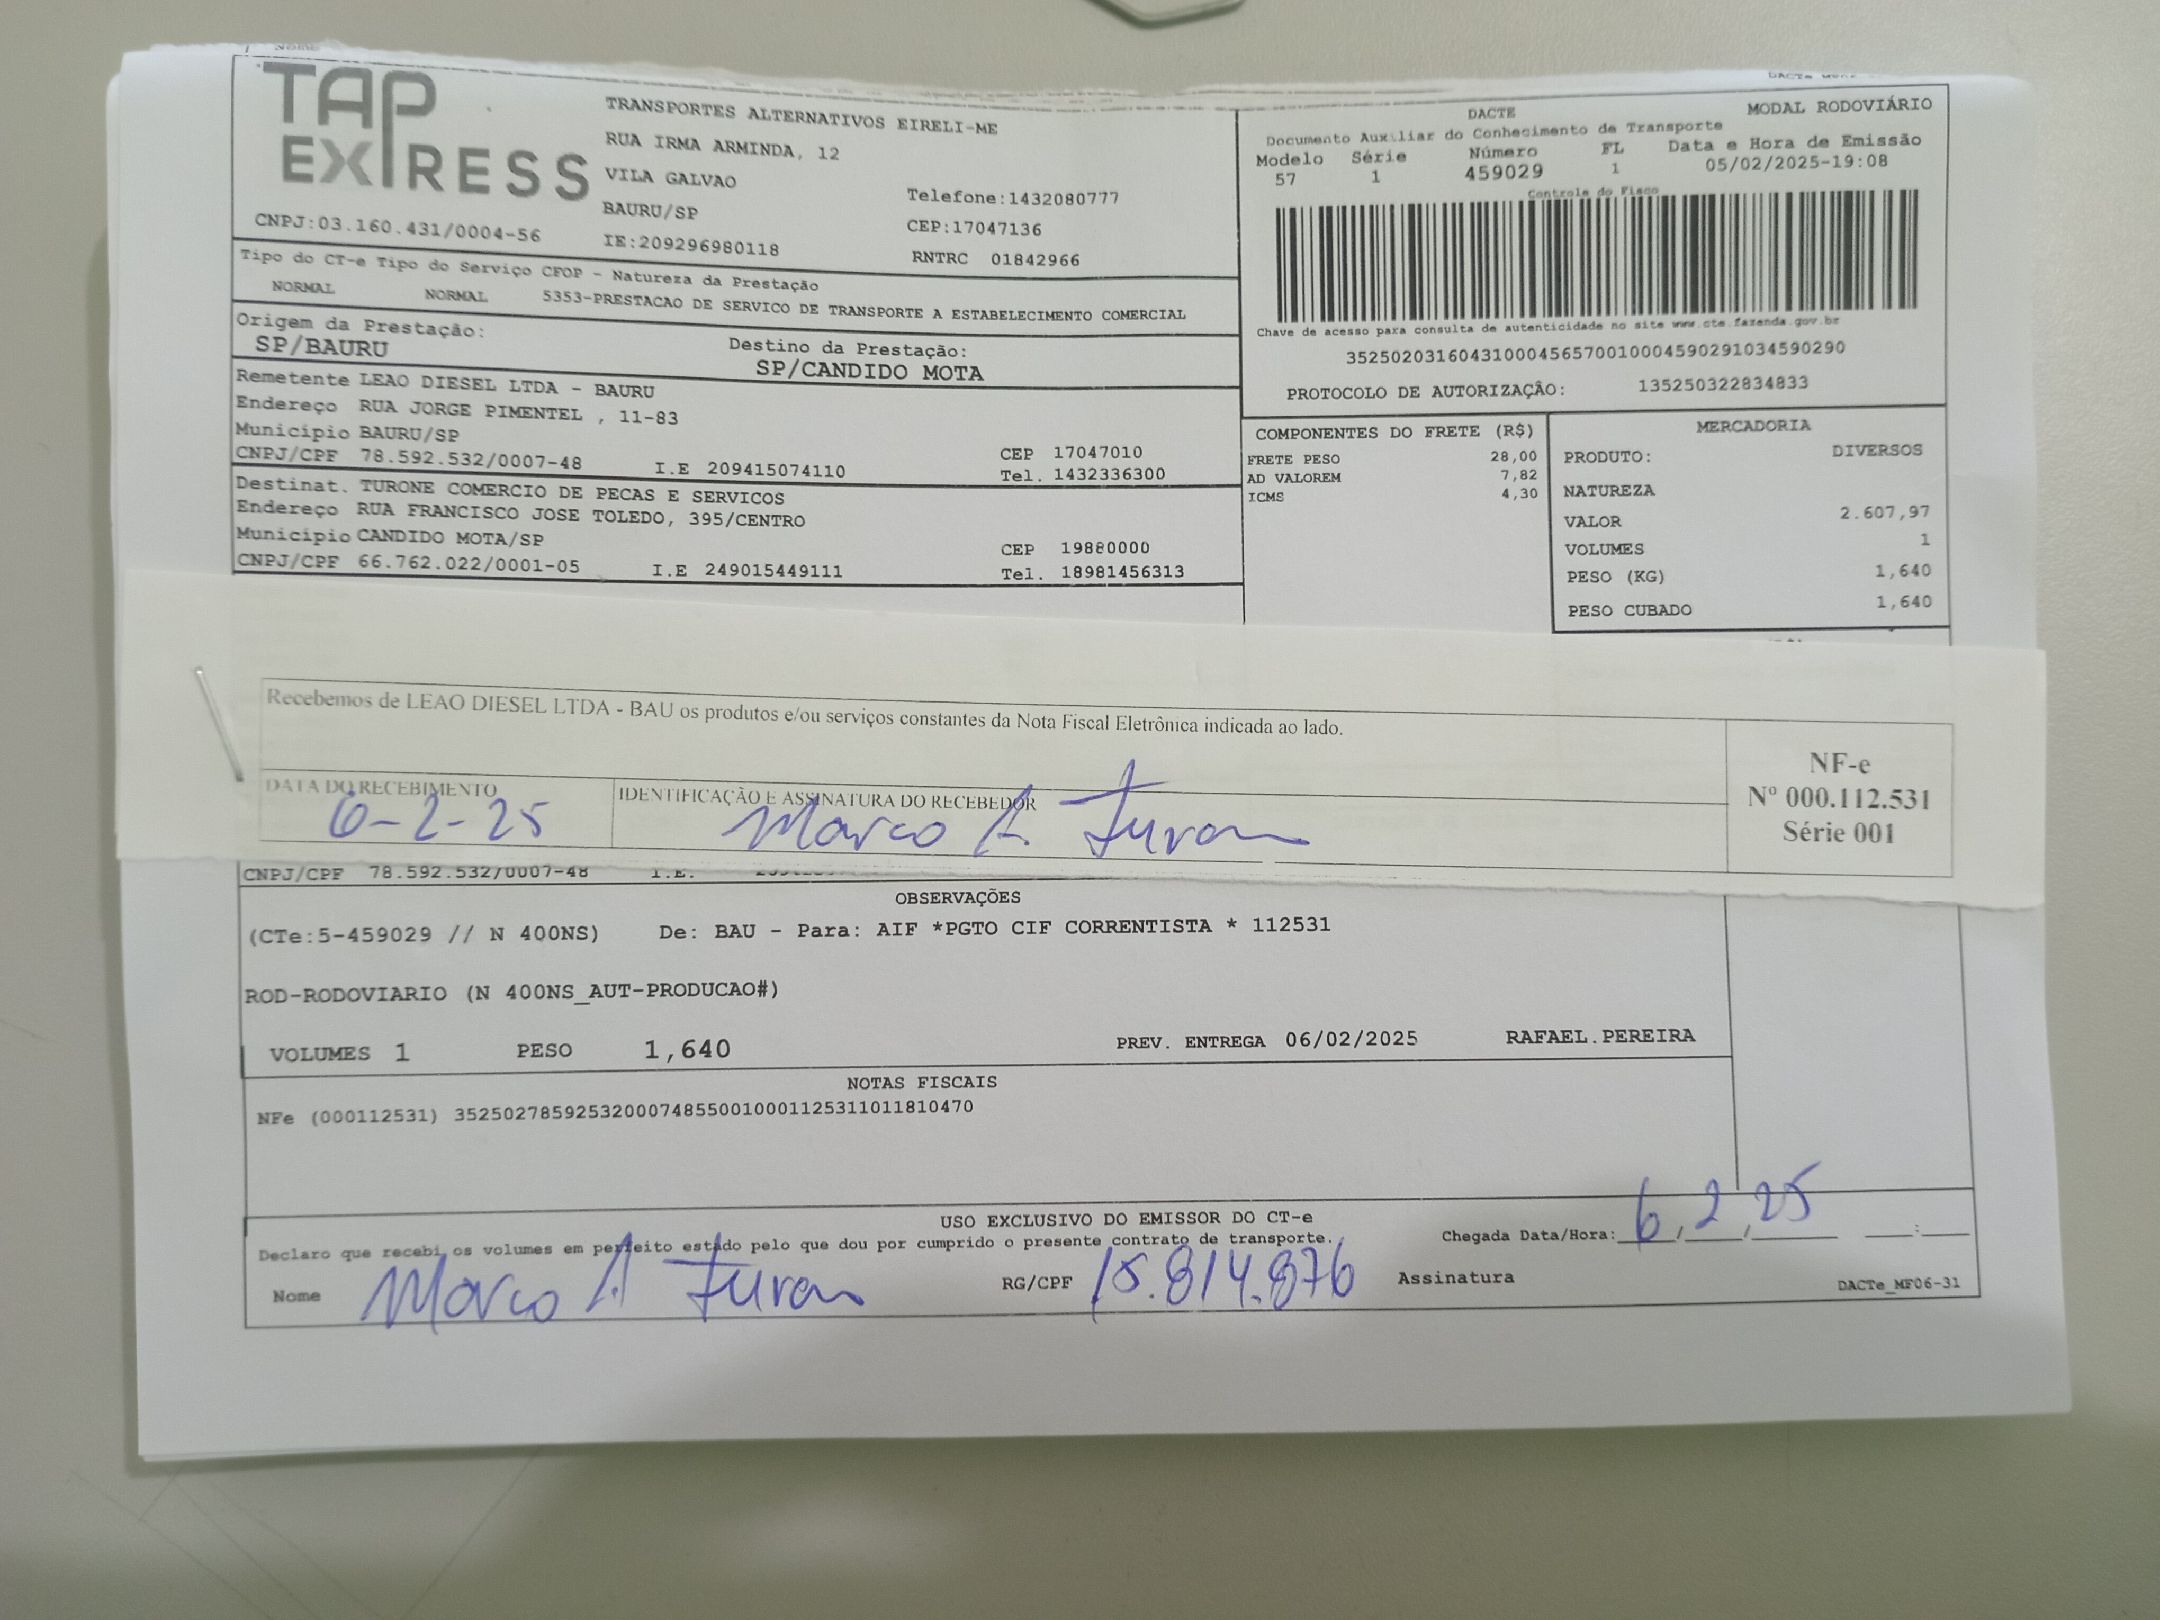 TAP EXPRESS
TRANSPORTES ALTERNATIVOS EIRELI-ME
RUA IRMA ARMINDA, 12
VILA GALVAO
BAURU/SP
IE:209296980118
Telefone:1432080777
CEP:17047136
RNTRC 01842966
CNPJ:03.160.431/0004-56
DACTE
MODAL RODOVIÁRIO
Documento Auxiliar do Conhecimento de Transporte
Modelo Série Número FL Data e Hora de Emissão
57 1 459029 1 05/02/2025-19:08
Controle do Fisco
Chave de acesso para consulta de autenticidade no site www.cte.fazenda.gov.br
35250203160431000456570010004590291034590290
PROTOCOLO DE AUTORIZAÇÂO: 135250322834833
Tipo do CT-e Tipo do Serviço CFOP - Natureza da Prestação
NORMAL NORMAL 5353-PRESTACAO DE SERVICO DE TRANSPORTE A ESTABELECIMENTO COMERCIAL
Origem da Prestação:
SP/BAURU
Destino da Prestação:
SP/CANDIDO MOTA
Remetente LEAO DIESEL LTDA - BAURU
Endereço RUA JORGE PIMENTEL , 11-83
Município BAURU/SP CEP 17047010
CNPJ/CPF 78.592.532/0007-48 I.E 209415074110 Tel. 1432336300
Destinat. TURONE COMERCIO DE PECAS E SERVICOS
Endereço RUA FRANCISCO JOSE TOLEDO, 395/CENTRO
Município CANDIDO MOTA/SP CEP 19880000
CNPJ/CPF 66.762.022/0001-05 I.E 249015449111 Tel. 18981456313
COMPONENTES DO FRETE (R$)
FRETE PESO 28,00
AD VALOREM 7,82
ICMS 4,30
MERCADORIA
PRODUTO: DIVERSOS
NATUREZA
VALOR 2.607,97
VOLUMES 1
PESO (KG) 1,640
PESO CUBADO 1,640
Recebemos de LEAO DIESEL LTDA - BAU os produtos e/ou serviços constantes da Nota Fiscal Eletrônica indicada ao lado.
DATA DO RECEBIMENTO
6-2-25
IDENTIFICAÇÃO E ASSINATURA DO RECEBEDOR
Marco A
NF-e
Nº 000.112.531
Série 001
CNPJ/CPF 78.592.532/0007-48 I.E.
OBSERVAÇÕES
(CTe:5-459029 // N 400NS) De: BAU - Para: AIF *PGTO CIF CORRENTISTA * 112531
ROD-RODOVIARIO (N 400NS_AUT-PRODUCAO#)
VOLUMES 1 PESO 1,640 PREV. ENTREGA 06/02/2025 RAFAEL.PEREIRA
NOTAS FISCAIS
NFe (000112531) 35250278592532000748550010001125311011810470
USO EXCLUSIVO DO EMISSOR DO CT-e
Declaro que recebi os volumes em perfeito estado pelo que dou por cumprido o presente contrato de transporte.
Chegada Data/Hora: 6/2/25 :
Nome Marco A RG/CPF 15.814.876 Assinatura
DACTe_MF06-31